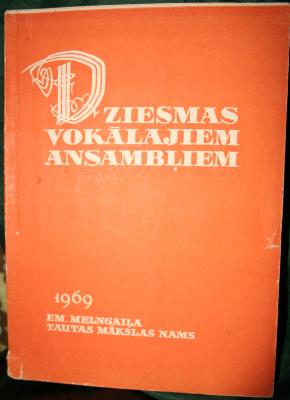 DZIESMAS
VOKĀLAJIEM
ANSAMBĻIEM
1969
EM. MELNGAIĻA
TAUTAS MĀKSLAS NAMS